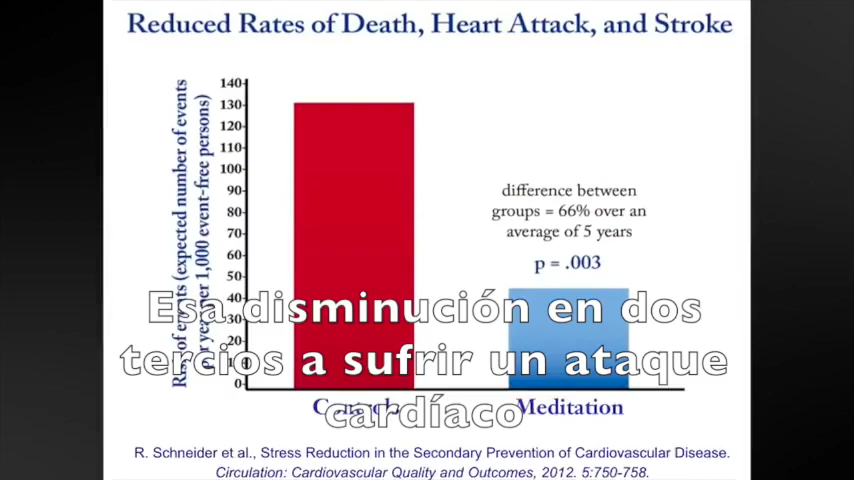 Reduced Rates of Death, Heart Attack, and Stroke
of events (expected number of events
per 1,000 event-free persons)
140
130
120
110
100
90
80
70
60
50
40
30
20
10
0
difference between
groups = 66% over an
average of 5 years
p = .003
Esa disminución en dos
tercios a sufrir un ataque
cardíaco
Meditation
R. Schneider et al., Stress Reduction in the Secondary Prevention of Cardiovascular Disease.
Circulation: Cardiovascular Quality and Outcomes, 2012. 5:750-758.